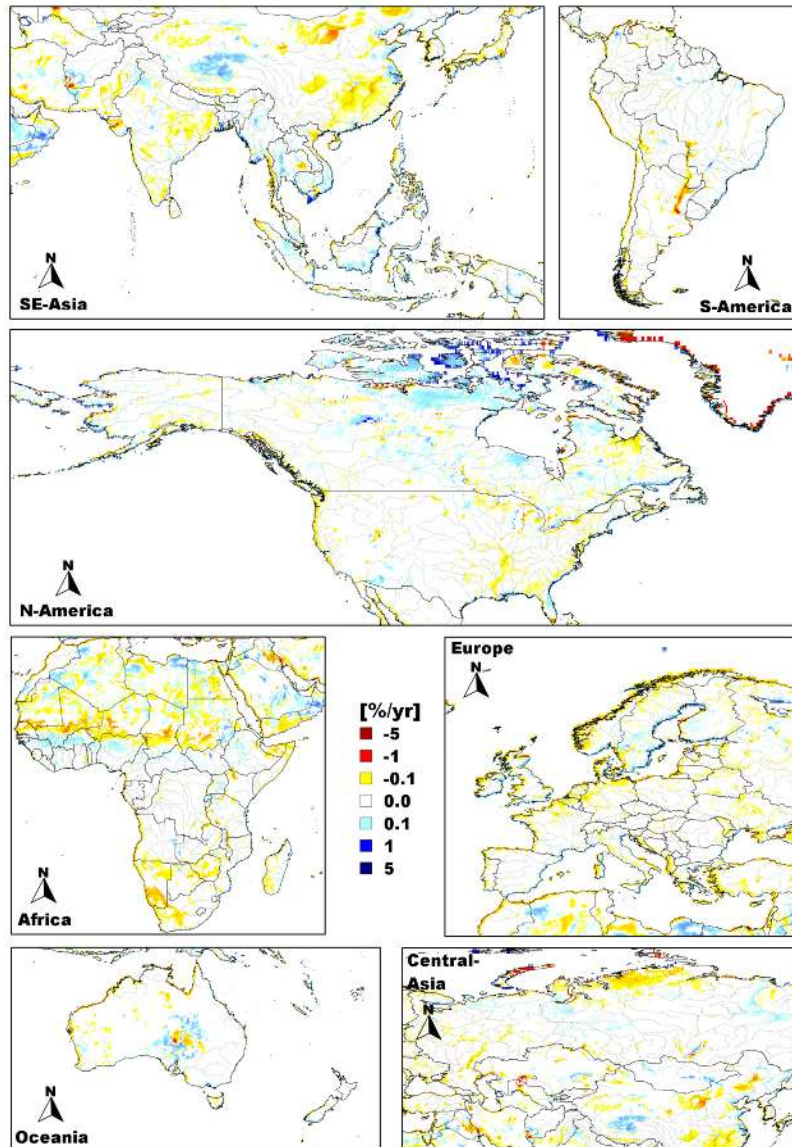 N
SE-Asia
N
S-America
N
N-America
Europe
N
[%/yr]
-5
-1
-0.1
0.0
0.1
1
5
N
Africa
Central-
Asia
N
N
Oceania